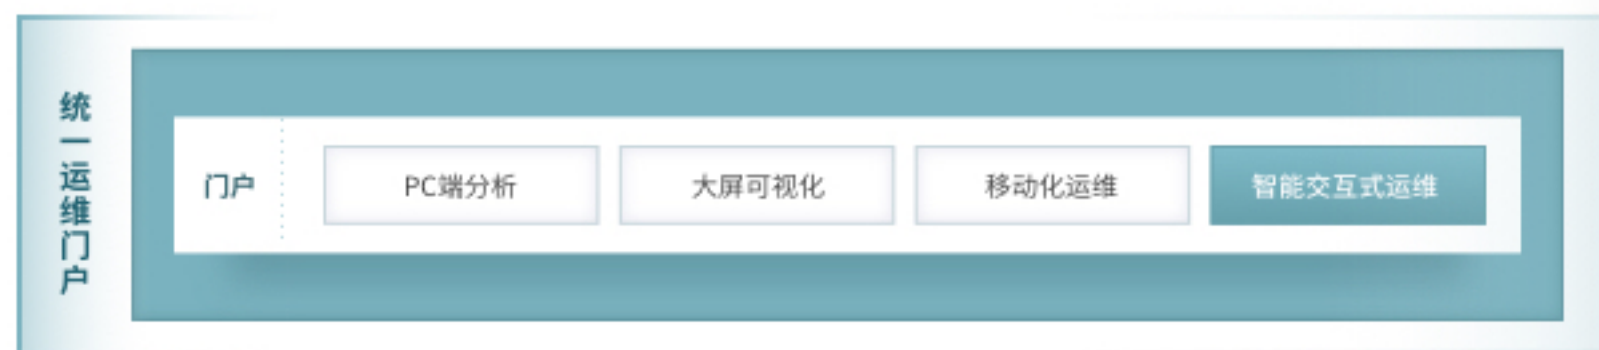 统一运维门户
门户
PC端分析
大屏可视化
移动化运维
智能交互式运维